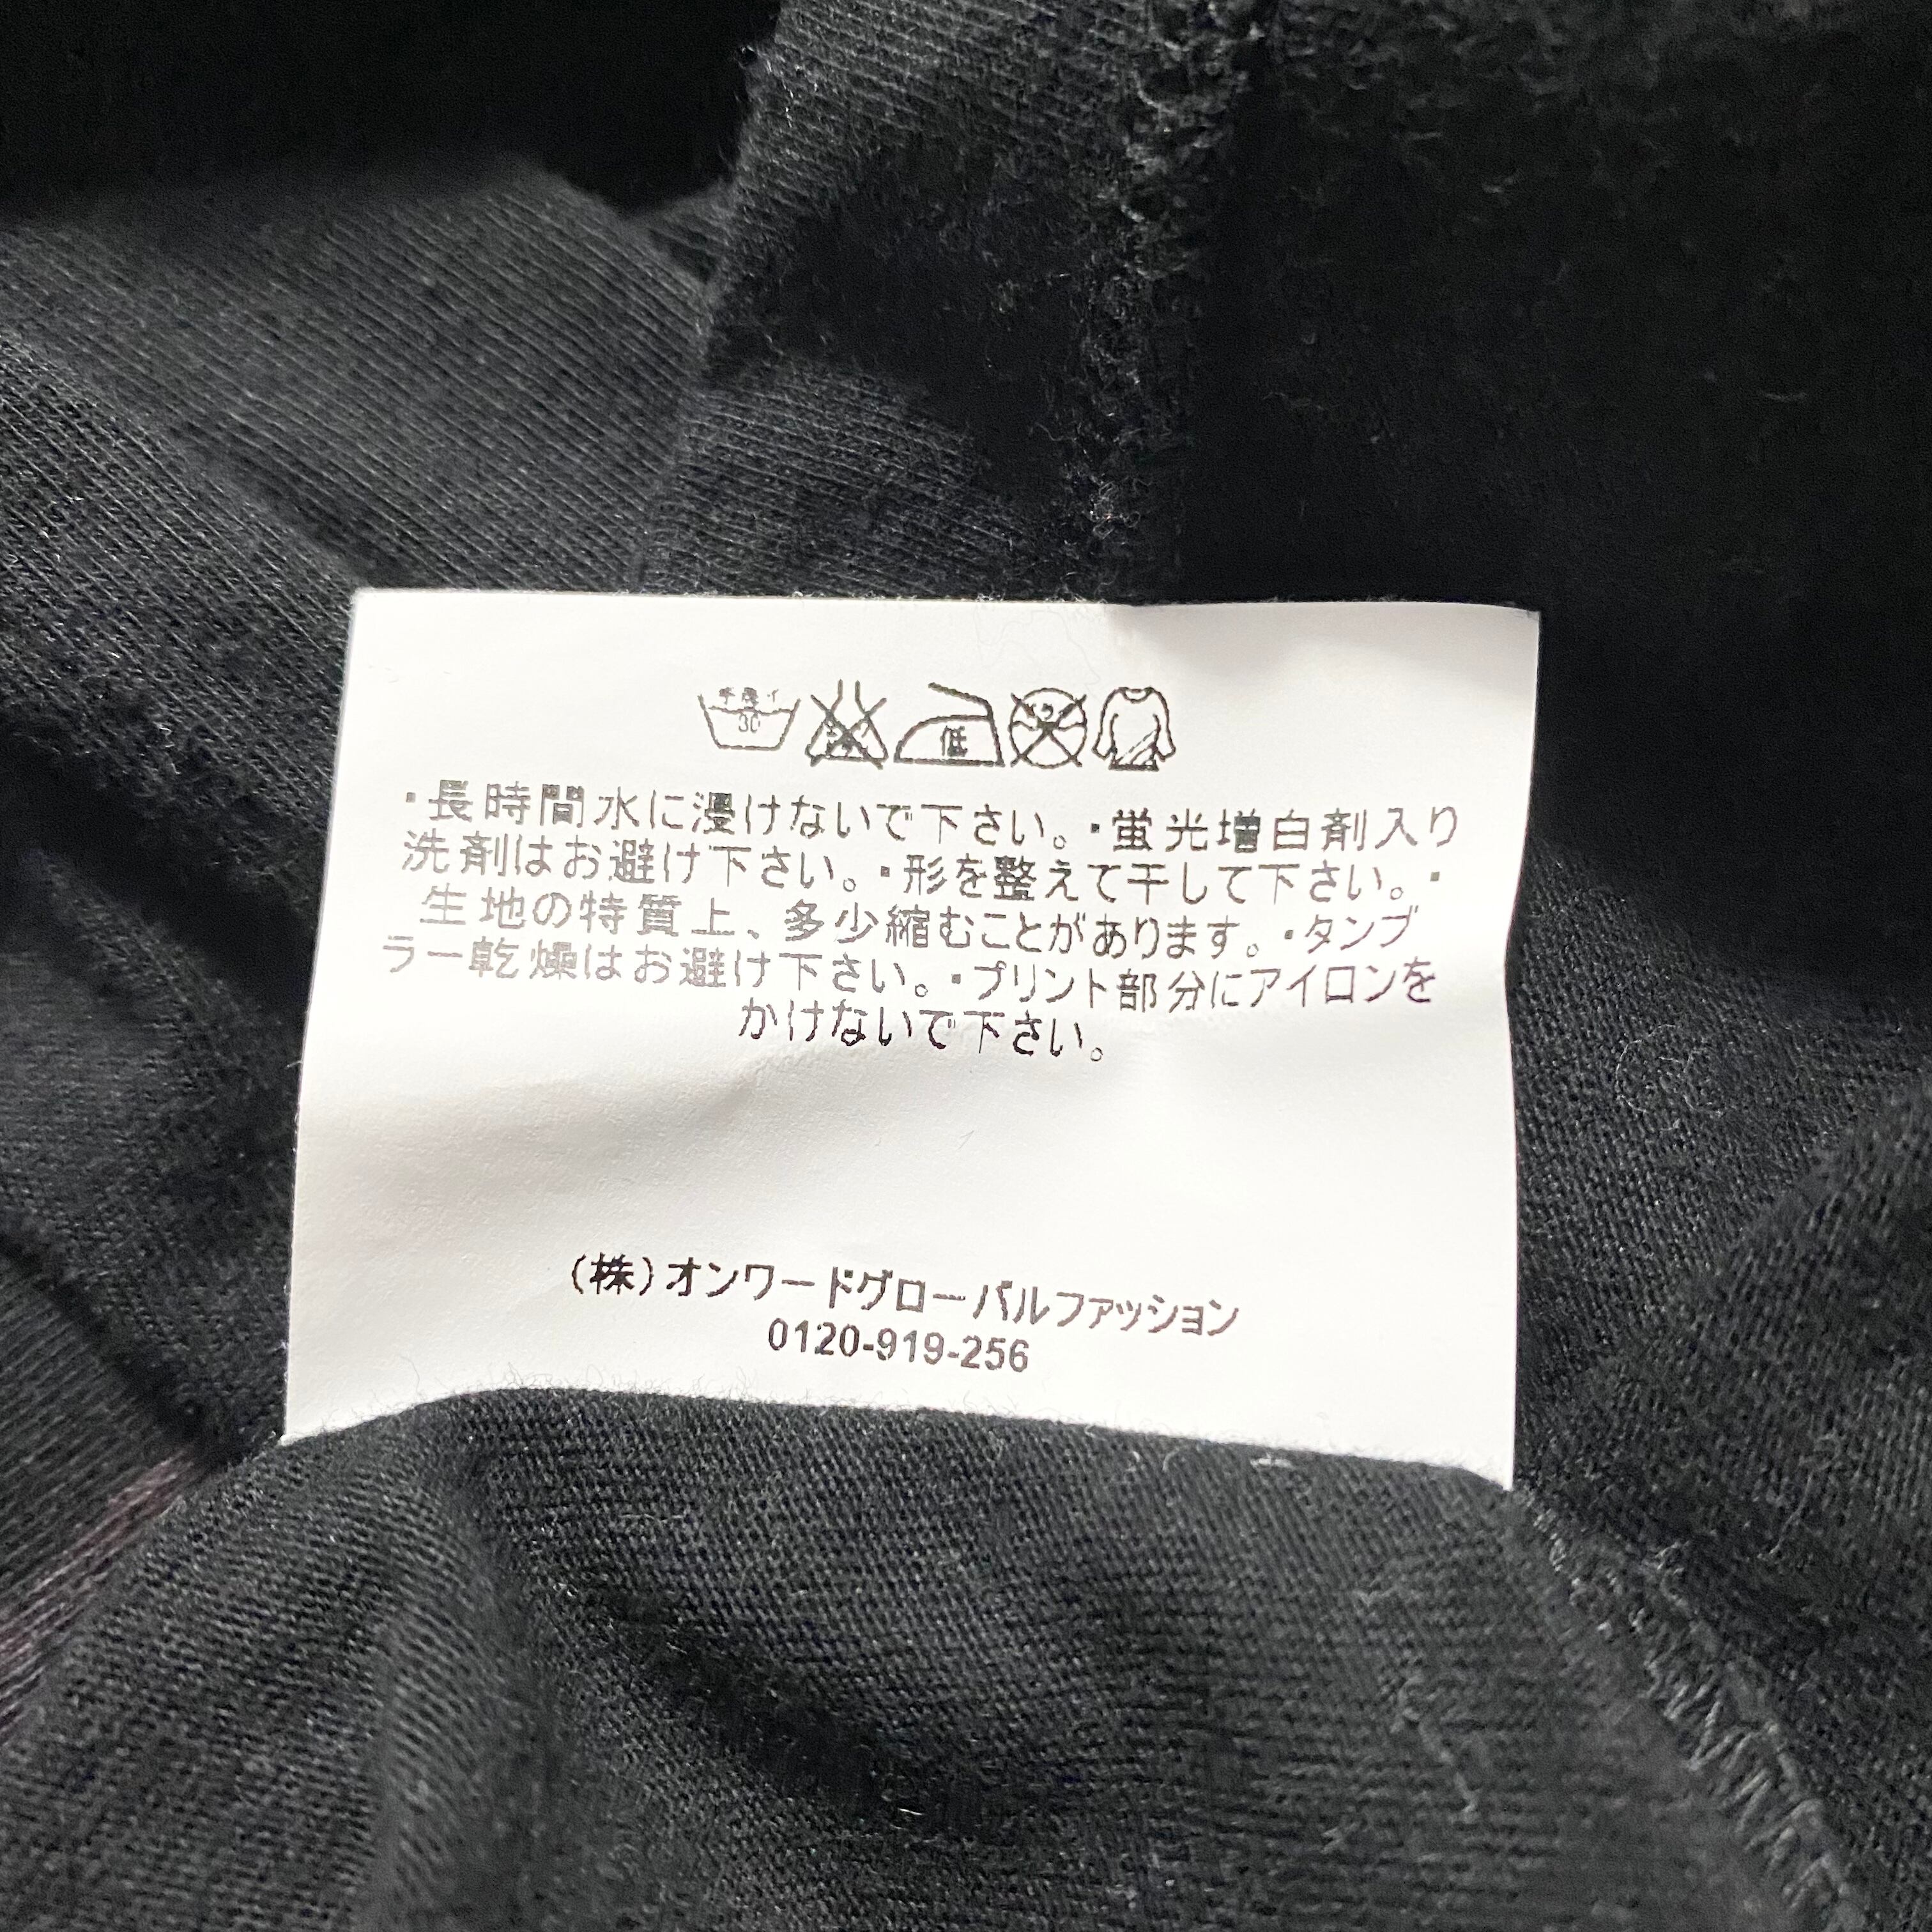 手洗イ
30
低
・長時間水に浸けないで下さい。・蛍光増白剤入り
洗剤はお避け下さい。・形を整えて干して下さい。・
生地の特質上、多少縮むことがあります。・タンブ
ラー乾燥はお避け下さい。・プリント部分にアイロンを
かけないで下さい。
(株)オンワードグローバルファッション
0120-919-256